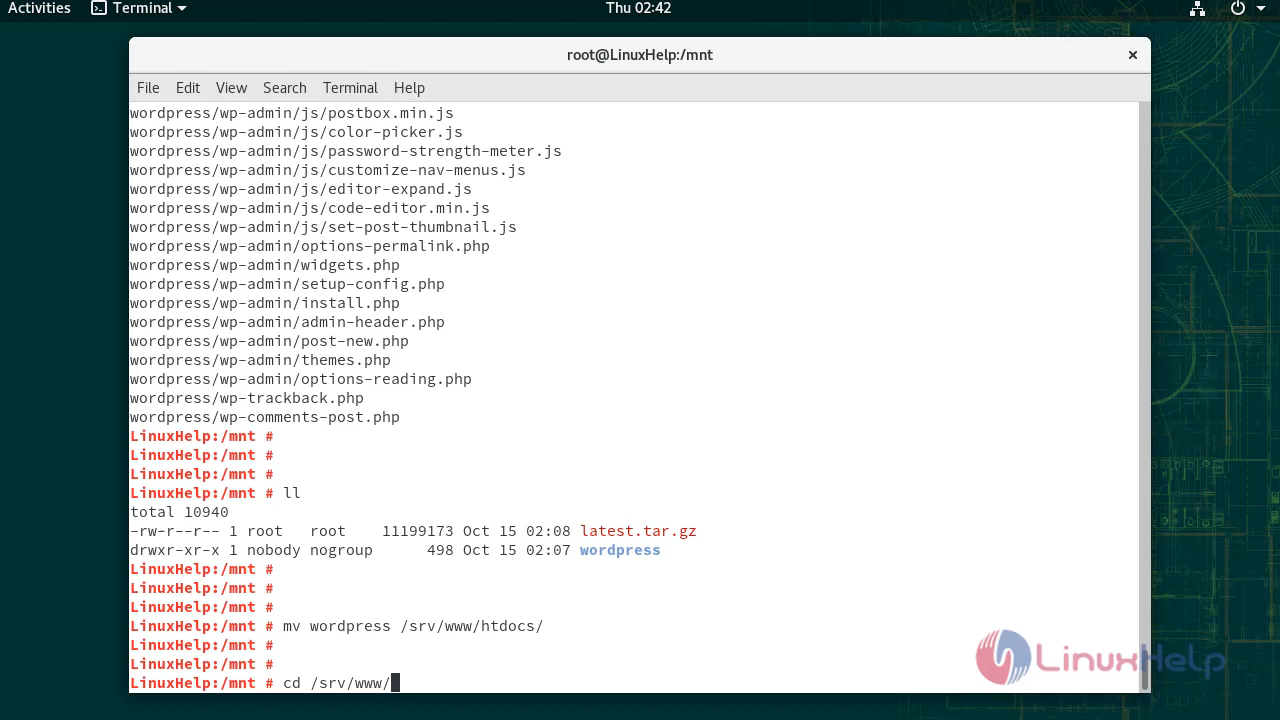 Activities Terminal Thu 02:42
root@LinuxHelp:/mnt ×
File Edit View Search Terminal Help
wordpress/wp-admin/js/postbox.min.js
wordpress/wp-admin/js/color-picker.js
wordpress/wp-admin/js/password-strength-meter.js
wordpress/wp-admin/js/customize-nav-menus.js
wordpress/wp-admin/js/editor-expand.js
wordpress/wp-admin/js/code-editor.min.js
wordpress/wp-admin/js/set-post-thumbnail.js
wordpress/wp-admin/options-permalink.php
wordpress/wp-admin/widgets.php
wordpress/wp-admin/setup-config.php
wordpress/wp-admin/install.php
wordpress/wp-admin/admin-header.php
wordpress/wp-admin/post-new.php
wordpress/wp-admin/themes.php
wordpress/wp-admin/options-reading.php
wordpress/wp-trackback.php
wordpress/wp-comments-post.php
LinuxHelp:/mnt #
LinuxHelp:/mnt #
LinuxHelp:/mnt #
LinuxHelp:/mnt # ll
total 10940
-rw-r--r-- 1 root   root    11199173 Oct 15 02:08 latest.tar.gz
drwxr-xr-x 1 nobody nogroup      498 Oct 15 02:07 wordpress
LinuxHelp:/mnt #
LinuxHelp:/mnt #
LinuxHelp:/mnt #
LinuxHelp:/mnt # mv wordpress /srv/www/htdocs/
LinuxHelp:/mnt #
LinuxHelp:/mnt #
LinuxHelp:/mnt # cd /srv/www/
LinuxHelp